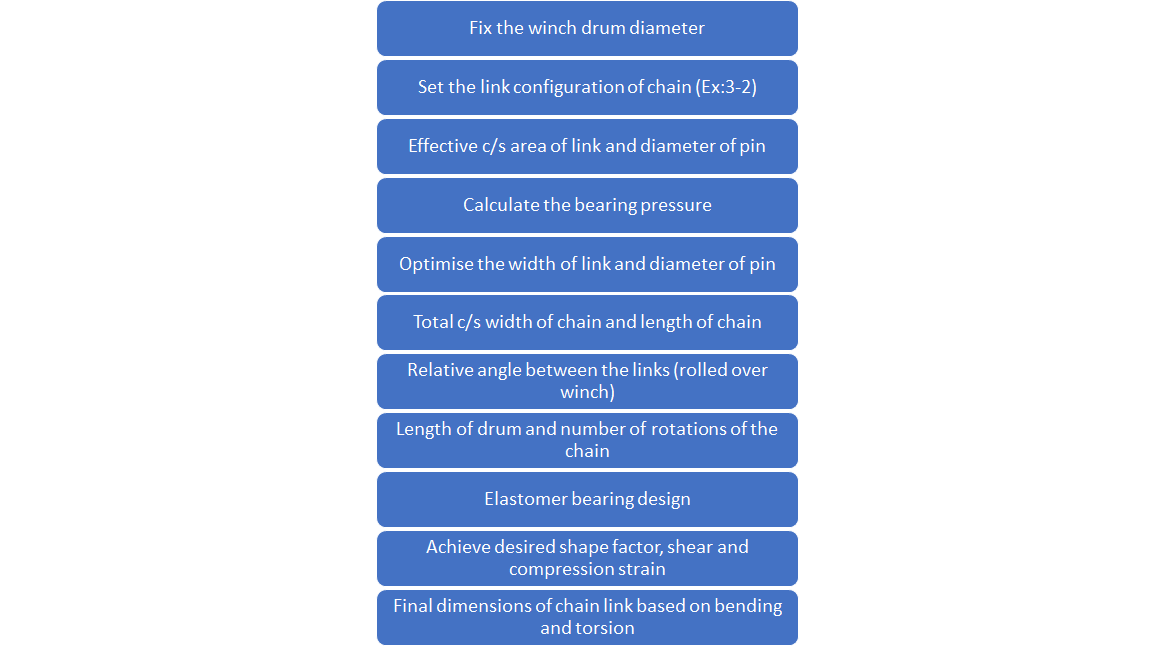 Fix the winch drum diameter
Set the link configuration of chain (Ex:3-2)
Effective c/s area of link and diameter of pin
Calculate the bearing pressure
Optimise the width of link and diameter of pin
Total c/s width of chain and length of chain
Relative angle between the links (rolled over
winch)
Length of drum and number of rotations of the
chain
Elastomer bearing design
Achieve desired shape factor, shear and
compression strain
Final dimensions of chain link based on bending
and torsion